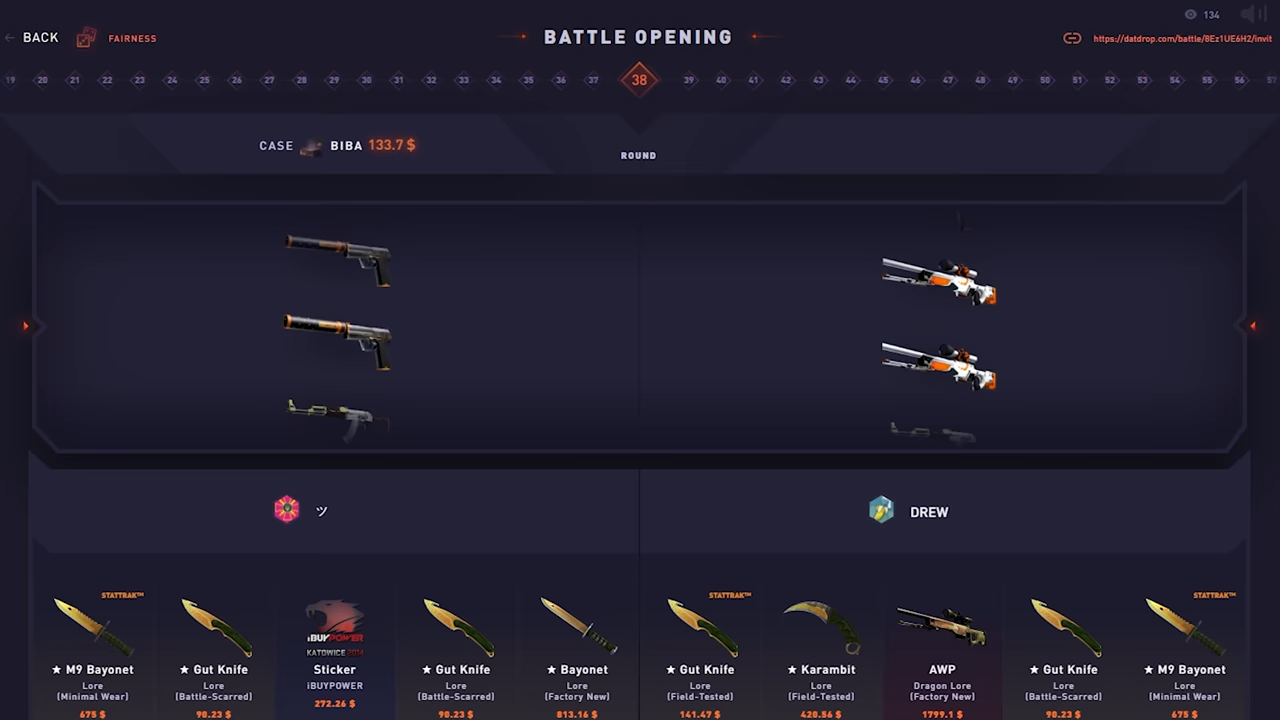 134
← BACK
FAIRNESS
BATTLE OPENING
https://datdrop.com/battle/8Ez1UE6H2/invit
19 20 21 22 23 24 25 26 27 28 29 30 31 32 33 34 35 36 37 38 39 40 41 42 43 44 45 46 47 48 49 50 51 52 53 54 55 56 57
CASE BIBA 133.7 $
ROUND
ツ
DREW
STATTRAK™
★ M9 Bayonet
Lore
(Minimal Wear)
675 $
★ Gut Knife
Lore
(Battle-Scarred)
90.23 $
iBUYPOWER
KATOWICE 2014
Sticker
iBUYPOWER
272.26 $
★ Gut Knife
Lore
(Battle-Scarred)
90.23 $
★ Bayonet
Lore
(Factory New)
813.16 $
STATTRAK™
★ Gut Knife
Lore
(Field-Tested)
141.47 $
★ Karambit
Lore
(Field-Tested)
420.56 $
AWP
Dragon Lore
(Factory New)
1799.1 $
★ Gut Knife
Lore
(Battle-Scarred)
90.23 $
STATTRAK™
★ M9 Bayonet
Lore
(Minimal Wear)
675 $